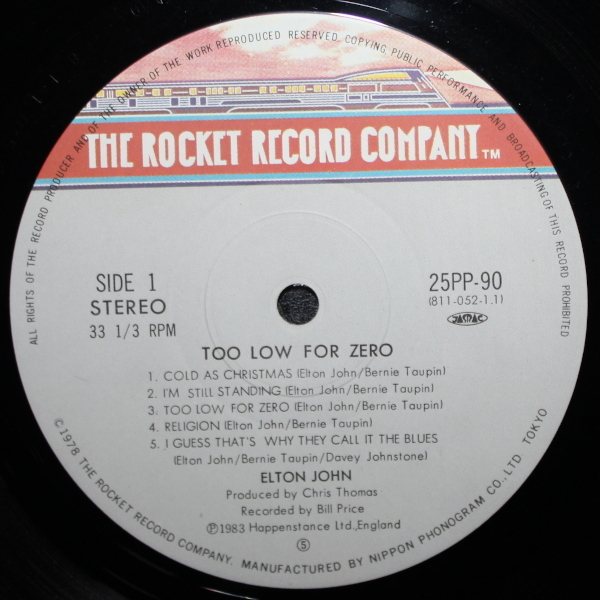 ALL RIGHTS OF THE RECORD PRODUCER AND OF THE OWNER OF THE WORK REPRODUCED RESERVED. COPYING, PUBLIC PERFORMANCE AND BROADCASTING OF THIS RECORD PROHIBITED
THE ROCKET RECORD COMPANY TM
SIDE 1
STEREO
33 1/3 RPM
25PP-90
(811-052-1.1)
JASRAC
TOO LOW FOR ZERO
1. COLD AS CHRISTMAS (Elton John/Bernie Taupin)
2. I'M STILL STANDING (Elton John/Bernie Taupin)
3. TOO LOW FOR ZERO (Elton John/Bernie Taupin)
4. RELIGION (Elton John/Bernie Taupin)
5. I GUESS THAT'S WHY THEY CALL IT THE BLUES
(Elton John/Bernie Taupin/Davey Johnstone)
ELTON JOHN
Produced by Chris Thomas
Recorded by Bill Price
℗1983 Happenstance Ltd.,England
⑤
©1978 THE ROCKET RECORD COMPANY. MANUFACTURED BY NIPPON PHONOGRAM CO., LTD. TOKYO